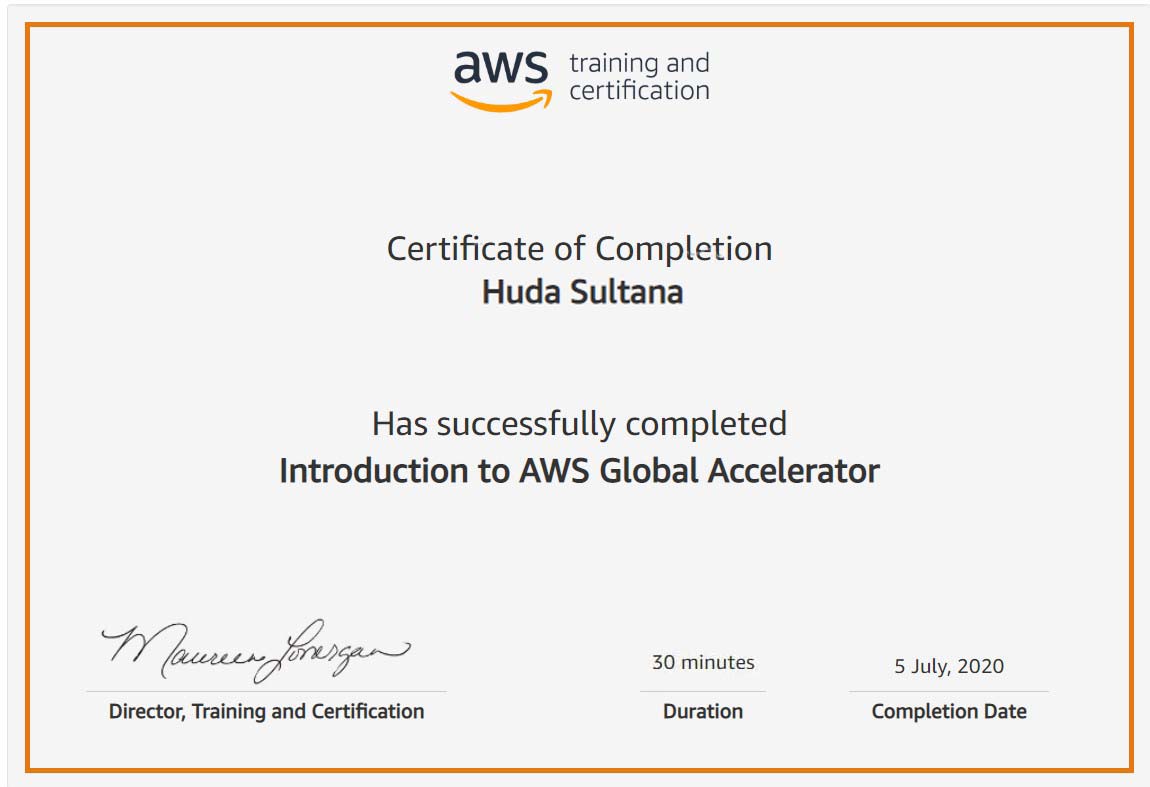 aws training and
certification
Certificate of Completion
Huda Sultana
Has successfully completed
Introduction to AWS Global Accelerator
Maureen Lonergan
Director, Training and Certification
30 minutes
Duration
5 July, 2020
Completion Date